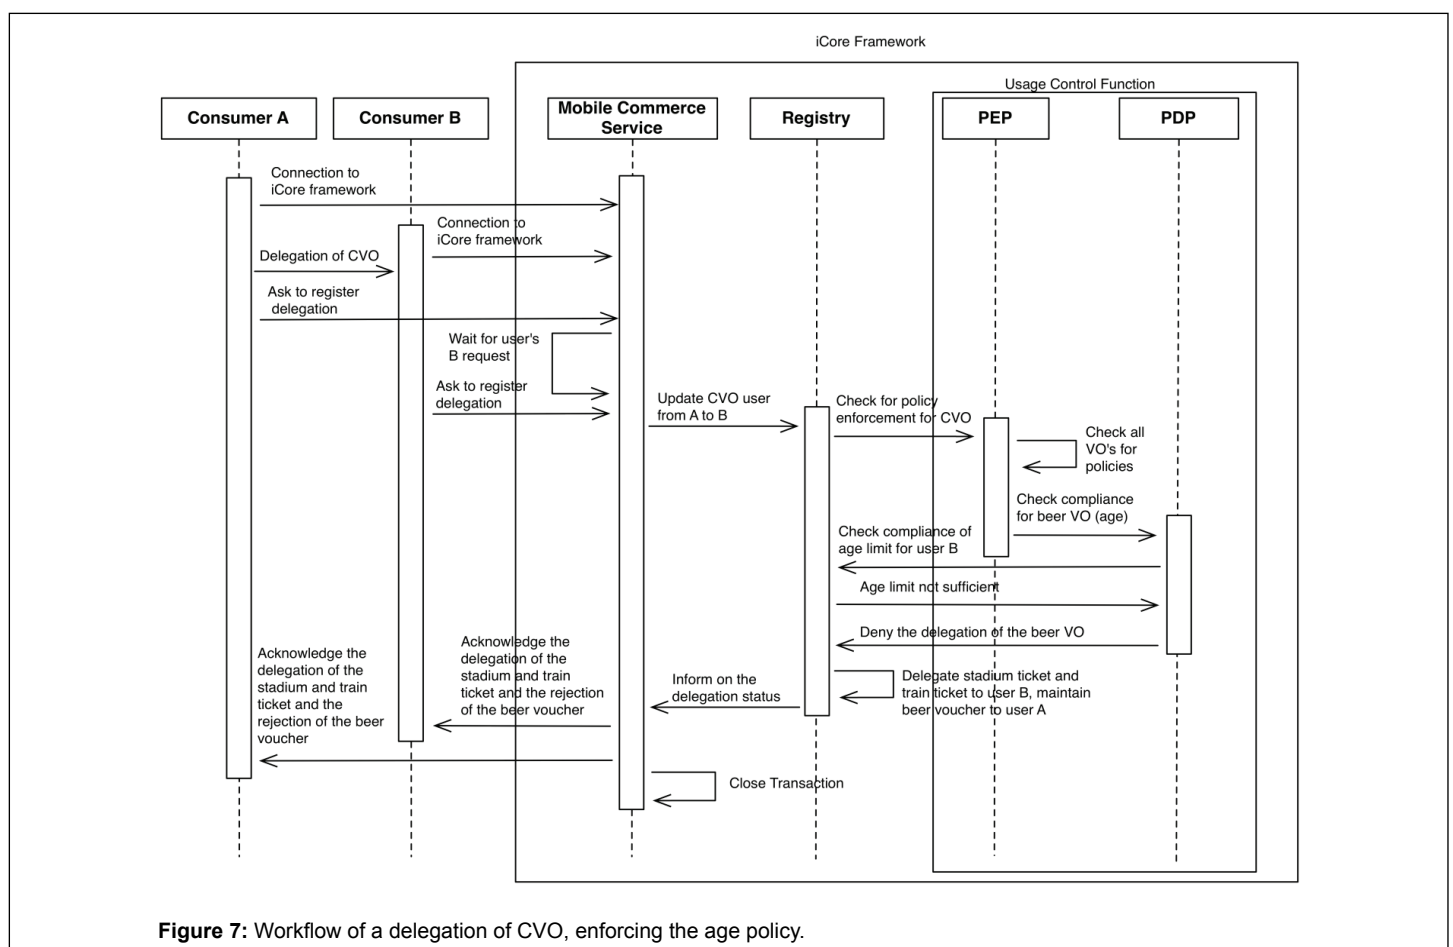 iCore Framework
Usage Control Function
Consumer A
Consumer B
Mobile Commerce
Service
Registry
PEP
PDP
Connection to
iCore framework
Connection to
iCore framework
Delegation of CVO
Ask to register
delegation
Wait for user's
B request
Ask to register
delegation
Update CVO user
from A to B
Check for policy
enforcement for CVO
Check all
VO's for
policies
Check compliance
for beer VO (age)
Check compliance of
age limit for user B
Age limit not sufficient
Deny the delegation of the beer VO
Delegate stadium ticket and
train ticket to user B, maintain
beer voucher to user A
Inform on the
delegation status
Acknowledge the
delegation of the
stadium and train
ticket and the rejection
of the beer voucher
Acknowledge the
delegation of the
stadium and train
ticket and the
rejection of the beer
voucher
Close Transaction
Figure 7: Workflow of a delegation of CVO, enforcing the age policy.